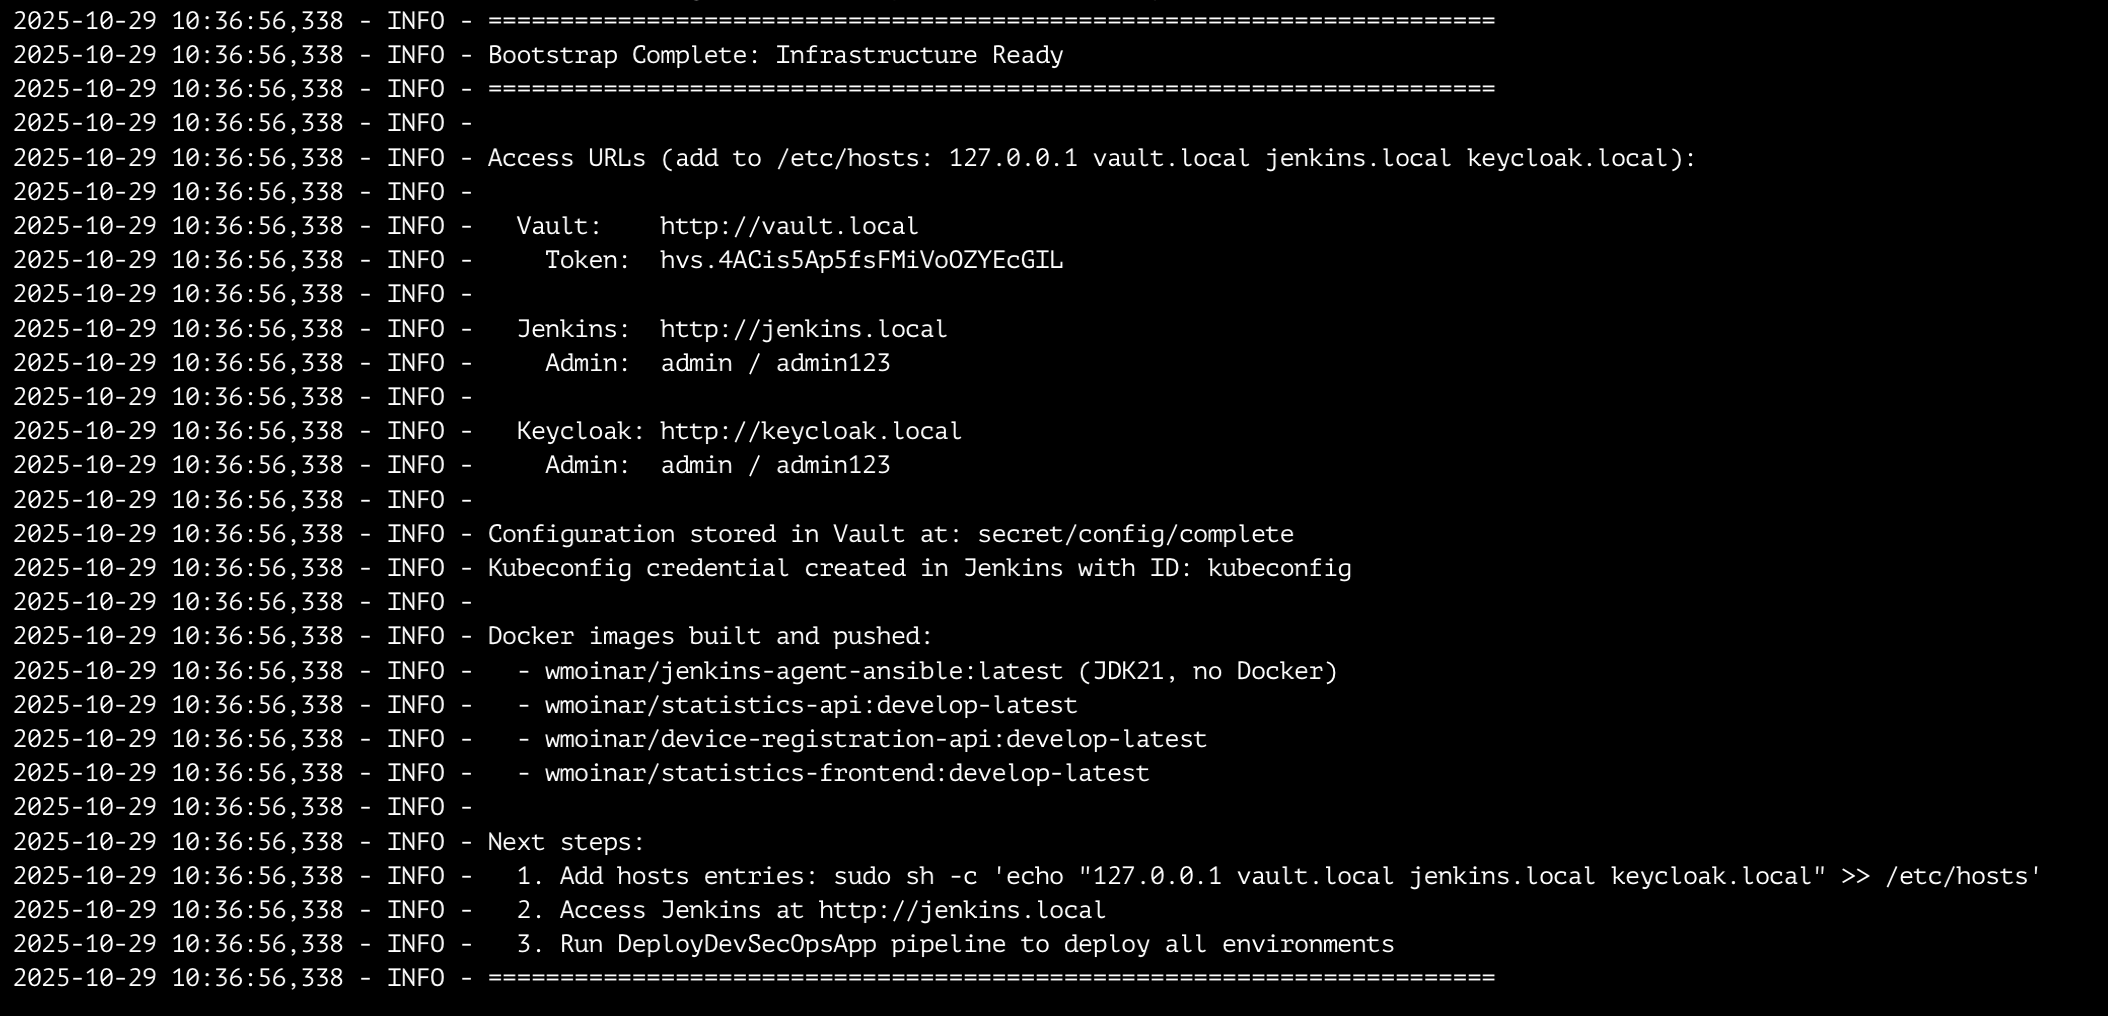 2025-10-29 10:36:56,338 - INFO - ======================================================================
2025-10-29 10:36:56,338 - INFO - Bootstrap Complete: Infrastructure Ready
2025-10-29 10:36:56,338 - INFO - ======================================================================
2025-10-29 10:36:56,338 - INFO -
2025-10-29 10:36:56,338 - INFO - Access URLs (add to /etc/hosts: 127.0.0.1 vault.local jenkins.local keycloak.local):
2025-10-29 10:36:56,338 - INFO -
2025-10-29 10:36:56,338 - INFO -   Vault:    http://vault.local
2025-10-29 10:36:56,338 - INFO -     Token:  hvs.4ACis5Ap5fsFMiVoOZYEcGIL
2025-10-29 10:36:56,338 - INFO -
2025-10-29 10:36:56,338 - INFO -   Jenkins:  http://jenkins.local
2025-10-29 10:36:56,338 - INFO -     Admin:  admin / admin123
2025-10-29 10:36:56,338 - INFO -
2025-10-29 10:36:56,338 - INFO -   Keycloak: http://keycloak.local
2025-10-29 10:36:56,338 - INFO -     Admin:  admin / admin123
2025-10-29 10:36:56,338 - INFO -
2025-10-29 10:36:56,338 - INFO - Configuration stored in Vault at: secret/config/complete
2025-10-29 10:36:56,338 - INFO - Kubeconfig credential created in Jenkins with ID: kubeconfig
2025-10-29 10:36:56,338 - INFO -
2025-10-29 10:36:56,338 - INFO - Docker images built and pushed:
2025-10-29 10:36:56,338 - INFO -   - wmoinar/jenkins-agent-ansible:latest (JDK21, no Docker)
2025-10-29 10:36:56,338 - INFO -   - wmoinar/statistics-api:develop-latest
2025-10-29 10:36:56,338 - INFO -   - wmoinar/device-registration-api:develop-latest
2025-10-29 10:36:56,338 - INFO -   - wmoinar/statistics-frontend:develop-latest
2025-10-29 10:36:56,338 - INFO -
2025-10-29 10:36:56,338 - INFO - Next steps:
2025-10-29 10:36:56,338 - INFO -   1. Add hosts entries: sudo sh -c 'echo "127.0.0.1 vault.local jenkins.local keycloak.local" >> /etc/hosts'
2025-10-29 10:36:56,338 - INFO -   2. Access Jenkins at http://jenkins.local
2025-10-29 10:36:56,338 - INFO -   3. Run DeployDevSecOpsApp pipeline to deploy all environments
2025-10-29 10:36:56,338 - INFO - ======================================================================